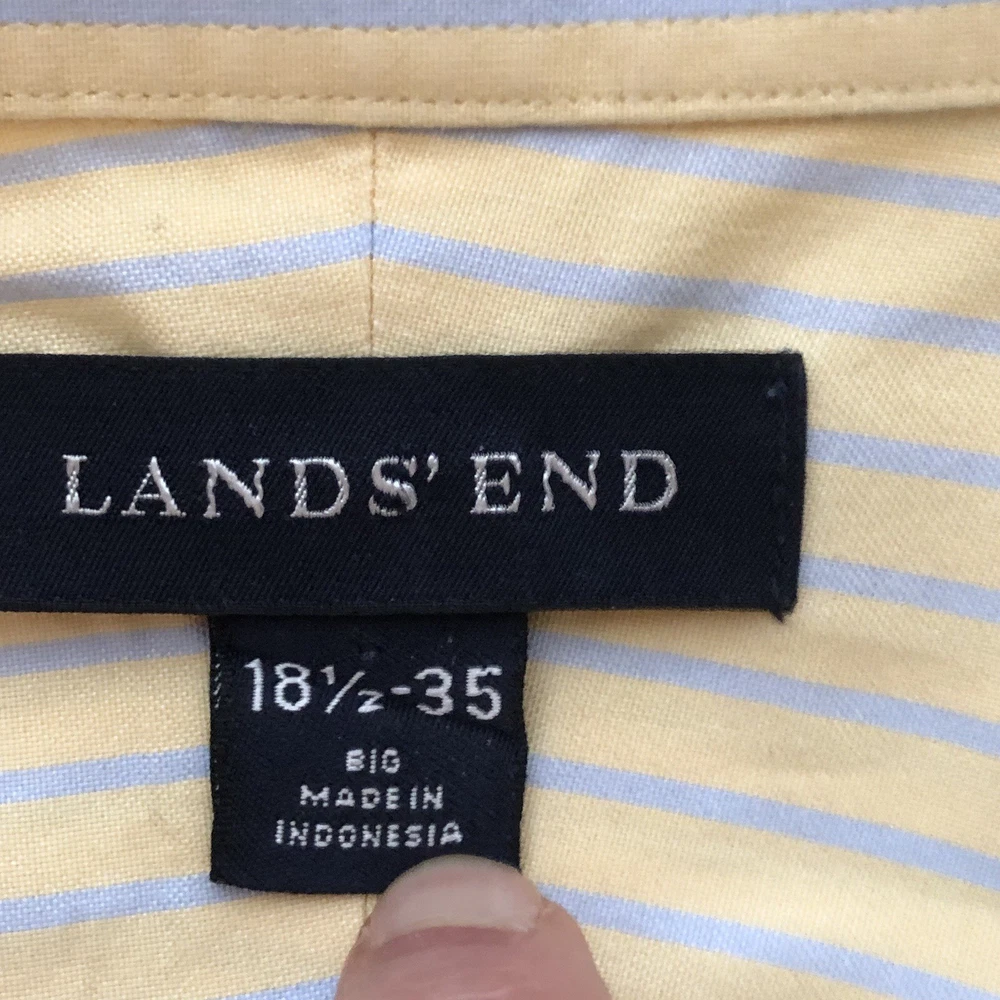 LANDS' END
18½-35
BIG
MADE IN
INDONESIA